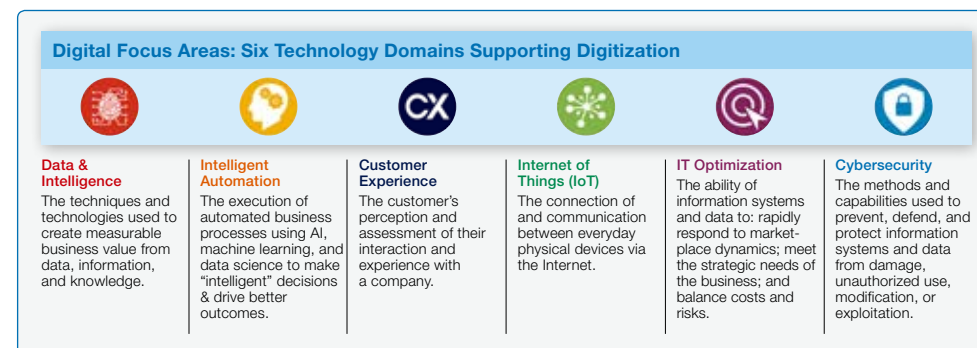 Digital Focus Areas: Six Technology Domains Supporting Digitization
CX
Data &
Intelligence
The techniques and
technologies used to
create measurable
business value from
data, information,
and knowledge.
Intelligent
Automation
The execution of
automated business
processes using AI,
machine learning, and
data science to make
“intelligent” decisions
& drive better
outcomes.
Customer
Experience
The customer’s
perception and
assessment of their
interaction and
experience with
a company.
Internet of
Things (IoT)
The connection of
and communication
between everyday
physical devices via
the Internet.
IT Optimization
The ability of
information systems
and data to: rapidly
respond to market-
place dynamics; meet
the strategic needs of
the business; and
balance costs and
risks.
Cybersecurity
The methods and
capabilities used to
prevent, defend, and
protect information
systems and data
from damage,
unauthorized use,
modification, or
exploitation.